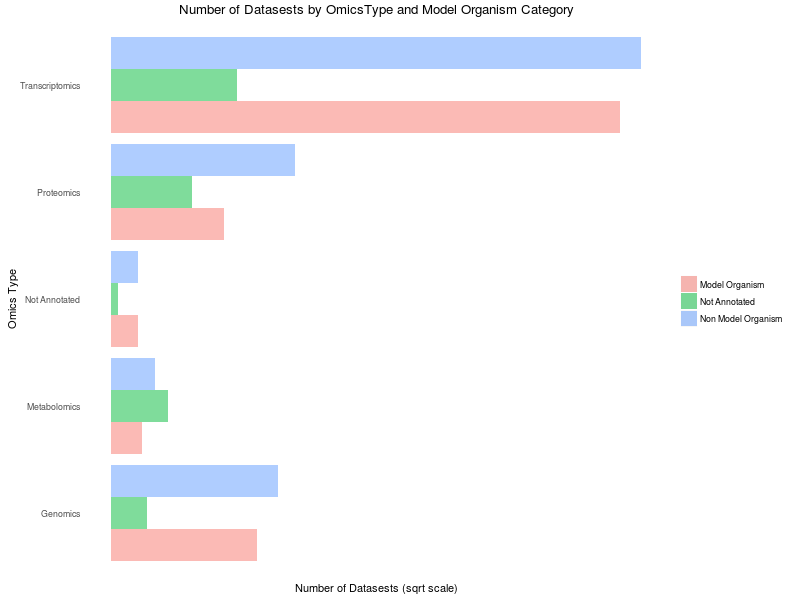 Number of Datasests by OmicsType and Model Organism Category
Transcriptomics
Proteomics
Not Annotated
Metabolomics
Genomics
Omics Type
Number of Datasests (sqrt scale)
Model Organism
Not Annotated
Non Model Organism